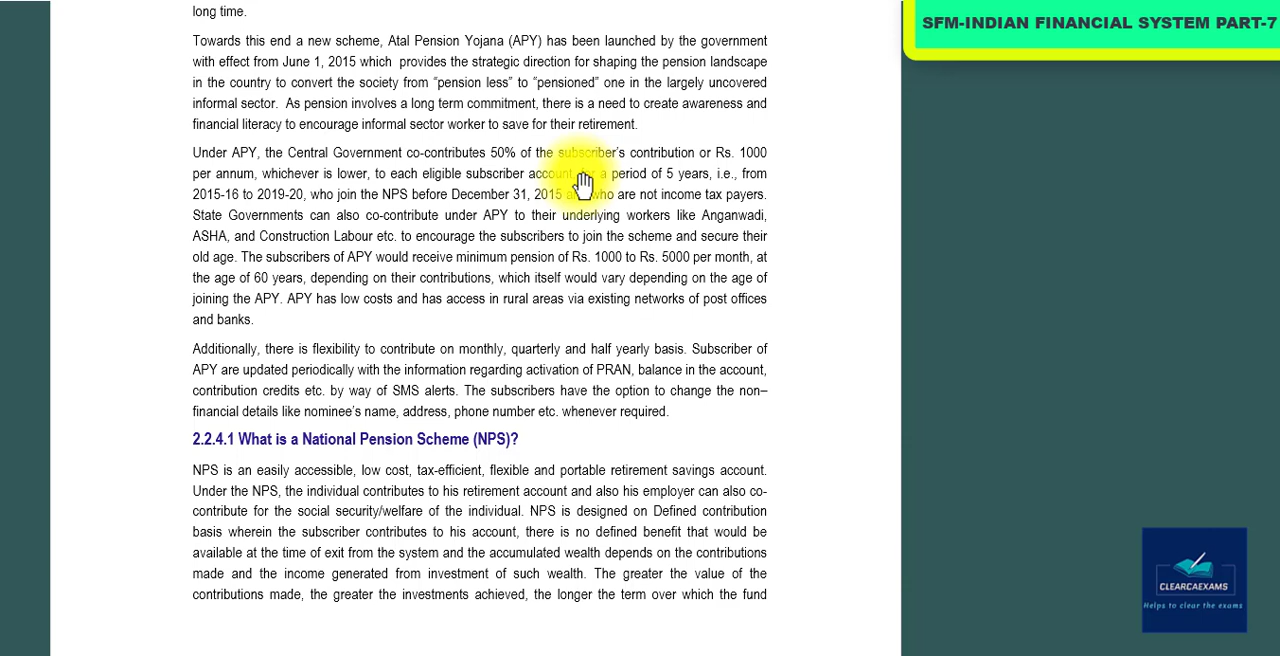 long time.
SFM-INDIAN FINANCIAL SYSTEM PART-7
Towards this end a new scheme, Atal Pension Yojana (APY) has been launched by the government
with effect from June 1, 2015 which provides the strategic direction for shaping the pension landscape
in the country to convert the society from “pension less” to “pensioned” one in the largely uncovered
informal sector. As pension involves a long term commitment, there is a need to create awareness and
financial literacy to encourage informal sector worker to save for their retirement.
Under APY, the Central Government co-contributes 50% of the subscriber’s contribution or Rs. 1000
per annum, whichever is lower, to each eligible subscriber account, for a period of 5 years, i.e., from
2015-16 to 2019-20, who join the NPS before December 31, 2015 who are not income tax payers.
State Governments can also co-contribute under APY to their underlying workers like Anganwadi,
ASHA, and Construction Labour etc. to encourage the subscribers to join the scheme and secure their
old age. The subscribers of APY would receive minimum pension of Rs. 1000 to Rs. 5000 per month, at
the age of 60 years, depending on their contributions, which itself would vary depending on the age of
joining the APY. APY has low costs and has access in rural areas via existing networks of post offices
and banks.
Additionally, there is flexibility to contribute on monthly, quarterly and half yearly basis. Subscriber of
APY are updated periodically with the information regarding activation of PRAN, balance in the account,
contribution credits etc. by way of SMS alerts. The subscribers have the option to change the non–
financial details like nominee’s name, address, phone number etc. whenever required.
2.2.4.1 What is a National Pension Scheme (NPS)?
NPS is an easily accessible, low cost, tax-efficient, flexible and portable retirement savings account.
Under the NPS, the individual contributes to his retirement account and also his employer can also co-
contribute for the social security/welfare of the individual. NPS is designed on Defined contribution
basis wherein the subscriber contributes to his account, there is no defined benefit that would be
available at the time of exit from the system and the accumulated wealth depends on the contributions
made and the income generated from investment of such wealth. The greater the value of the
contributions made, the greater the investments achieved, the longer the term over which the fund
CLEARCAEXAMS
Helps to clear the exams